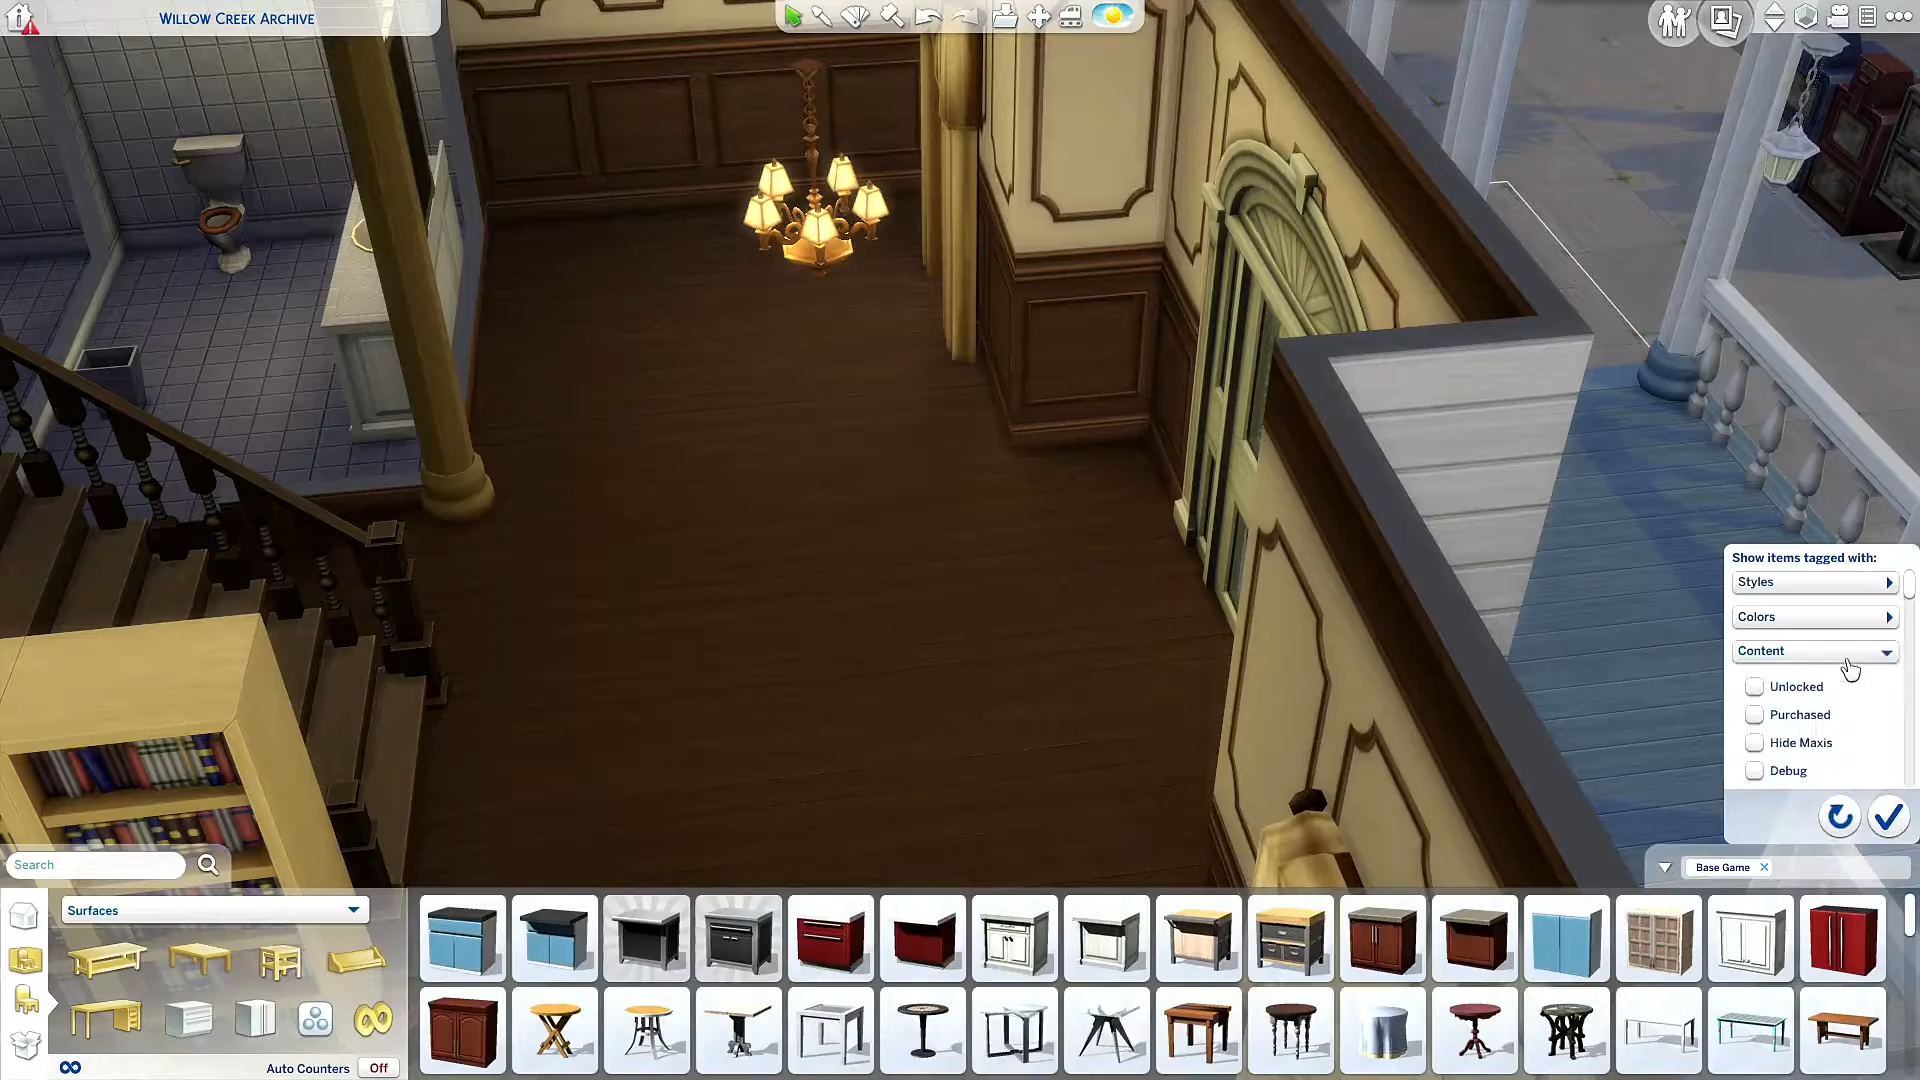 WILLOW CREEK ARCHIVE
Show items tagged with:
Styles
Colors
Content
Unlocked
Purchased
Hide Maxis
Debug
Search
Base Game
Surfaces
Auto Counters Off